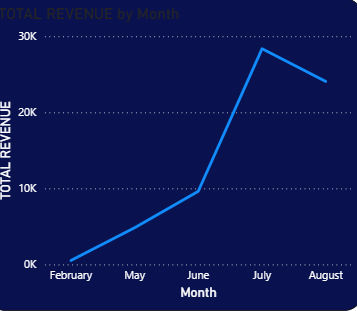 TOTAL REVENUE by Month
30K
20K
10K
0K
TOTAL REVENUE
February May June July August
Month